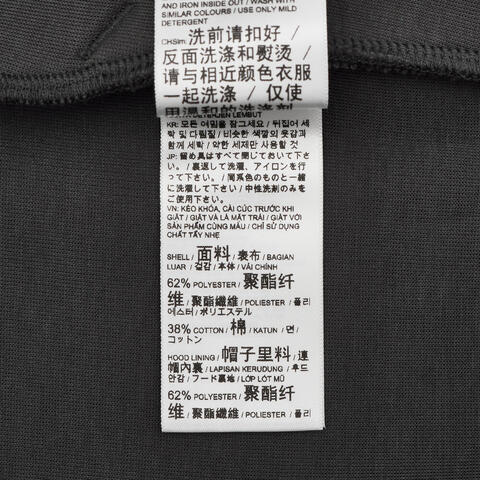 AND IRON INSIDE OUT / WASH WITH
SIMILAR COLOURS / USE ONLY MILD
DETERGENT
CHSim: 洗前请扣好 /
反面洗涤和熨烫 /
请与相近颜色衣服
一起洗涤 / 仅使
用温和的洗涤剂
DETERJEN LEMBUT
KR: 모든 여밈을 잠그세요 / 뒤집어 세
탁 및 다림질 / 비슷한 색깔의 옷감과
함께 세탁 / 약한 세제만 사용할 것
JP: 留め具はすべて閉じておいて下さ
い。 / 裏返して洗濯、アイロンを行
って下さい。 / 同系色のものと一緒
に洗濯して下さい / 中性洗剤のみを
ご使用下さい。
VN: KÉO KHÓA, CÀI CÚC TRƯỚC KHI
GIẶT / GIẶT VÀ LÀ MẶT TRÁI / GIẶT VỚI
SẢN PHẨM CÙNG MÀU / CHỈ SỬ DỤNG
CHẤT TẨY NHẸ
SHELL / 面料 / 表布 / BAGIAN
LUAR / 겉감 / 本体 / VẢI CHÍNH
62% POLYESTER / 聚酯纤
维 / 聚酯纖維 / POLIESTER / 폴리
에스터 / ポリエステル
38% COTTON / 棉 / KATUN / 면 /
コットン
HOOD LINING / 帽子里料 / 連
帽內裏 / LAPISAN KERUDUNG / 후드
안감 / フード裏地 / LỚP LÓT MŨ
62% POLYESTER / 聚酯纤
维 / 聚酯纖維 / POLIESTER / 폴리